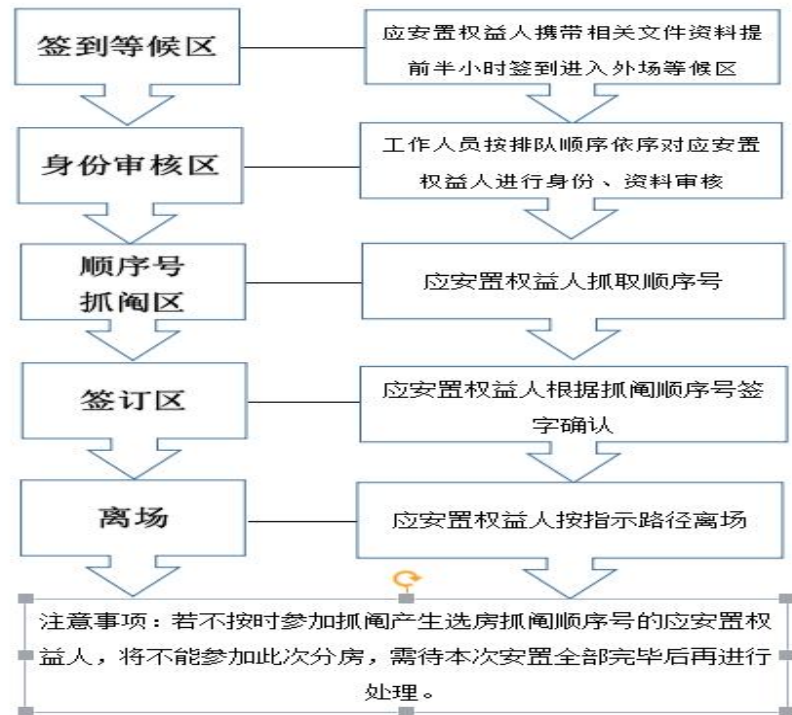 签到等候区
应安置权益人携带相关文件资料提
前半小时签到进入外场等候区
身份审核区
工作人员按排队顺序依序对应安置
权益人进行身份、资料审核
顺序号
抓阄区
应安置权益人抓取顺序号
签订区
应安置权益人根据抓阄顺序号签
字确认
离场
应安置权益人按指示路径离场
注意事项：若不按时参加抓阄产生选房抓阄顺序号的应安置权
益人，将不能参加此次分房，需待本次安置全部完毕后再进行
处理。